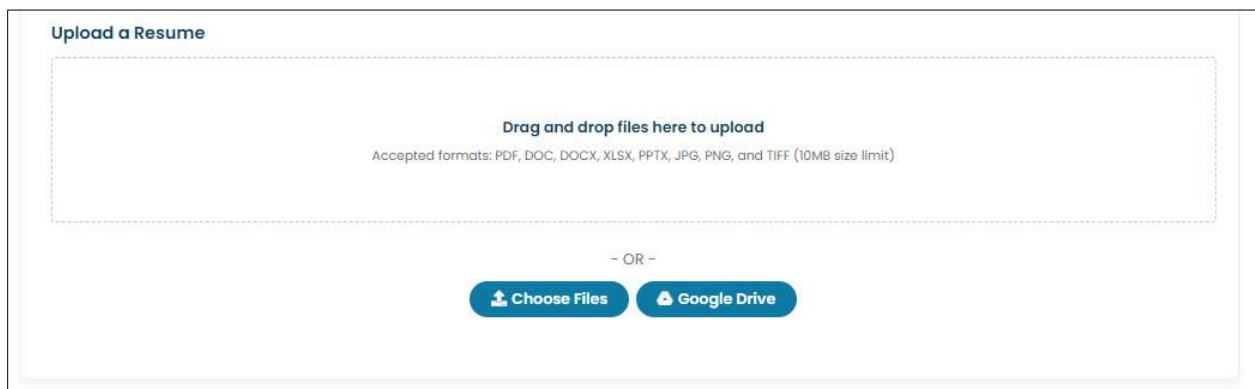 Upload a Resume
Drag and drop files here to upload
Accepted formats: PDF, DOC, DOCX, XLSX, PPTX, JPG, PNG, and TIFF (10MB size limit)
- OR -
Choose Files
Google Drive